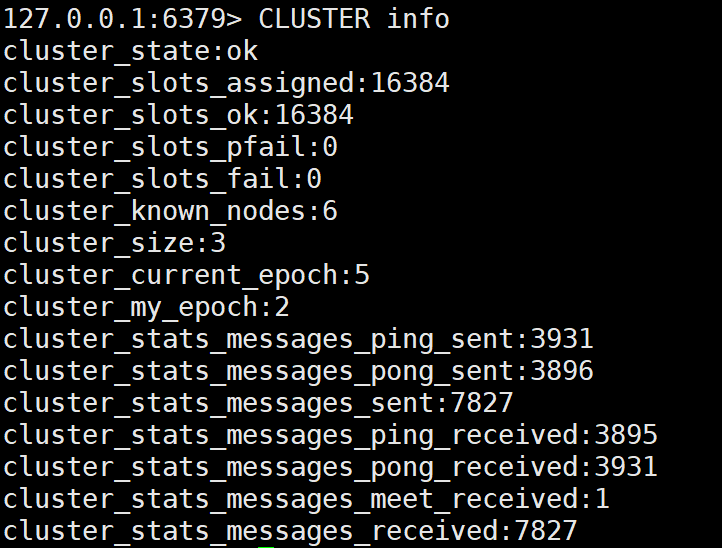 127.0.0.1:6379> CLUSTER info
cluster_state:ok
cluster_slots_assigned:16384
cluster_slots_ok:16384
cluster_slots_pfail:0
cluster_slots_fail:0
cluster_known_nodes:6
cluster_size:3
cluster_current_epoch:5
cluster_my_epoch:2
cluster_stats_messages_ping_sent:3931
cluster_stats_messages_pong_sent:3896
cluster_stats_messages_sent:7827
cluster_stats_messages_ping_received:3895
cluster_stats_messages_pong_received:3931
cluster_stats_messages_meet_received:1
cluster_stats_messages_received:7827